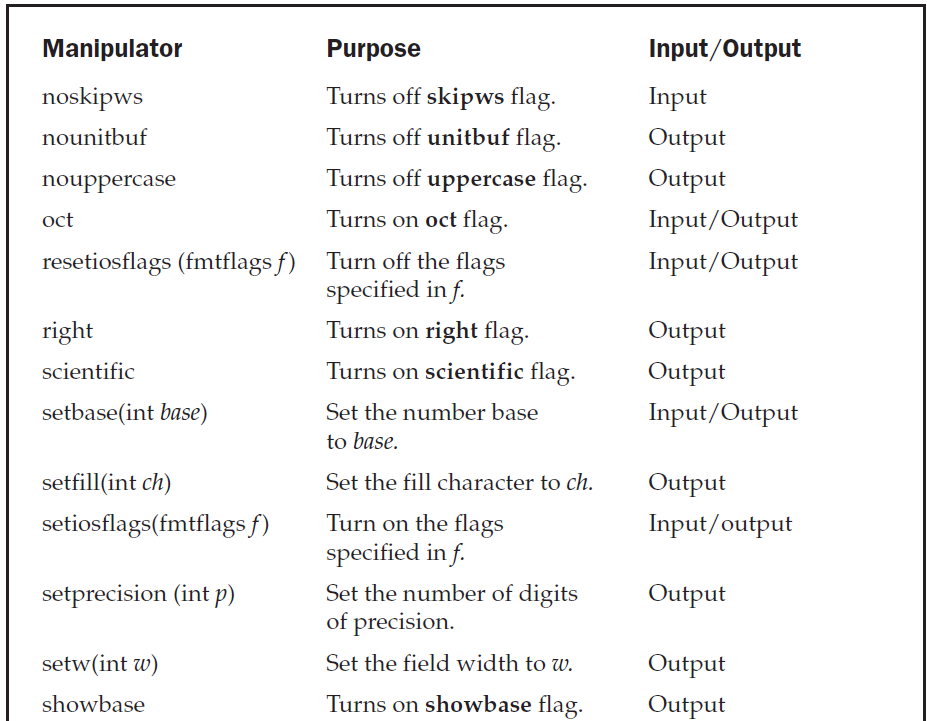 Manipulator Purpose Input/Output
noskipws Turns off skipws flag. Input
nounitbuf Turns off unitbuf flag. Output
nouppercase Turns off uppercase flag. Output
oct Turns on oct flag. Input/Output
resetiosflags (fmtflags f) Turn off the flags Input/Output
specified in f.
right Turns on right flag. Output
scientific Turns on scientific flag. Output
setbase(int base) Set the number base Input/Output
to base.
setfill(int ch) Set the fill character to ch. Output
setiosflags(fmtflags f) Turn on the flags Input/output
specified in f.
setprecision (int p) Set the number of digits Output
of precision.
setw(int w) Set the field width to w. Output
showbase Turns on showbase flag. Output